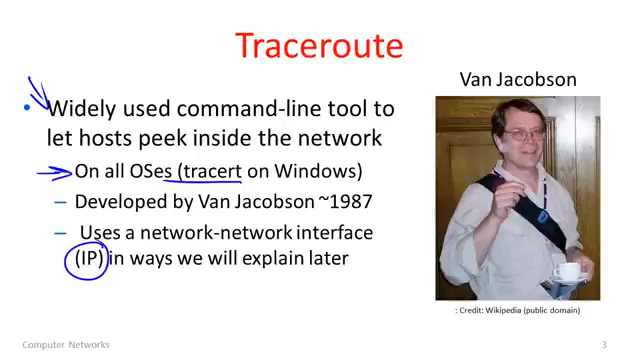 Traceroute
Van Jacobson
• Widely used command-line tool to
let hosts peek inside the network
– On all OSes (tracert on Windows)
– Developed by Van Jacobson ~1987
– Uses a network-network interface
(IP) in ways we will explain later
: Credit: Wikipedia (public domain)
Computer Networks
3